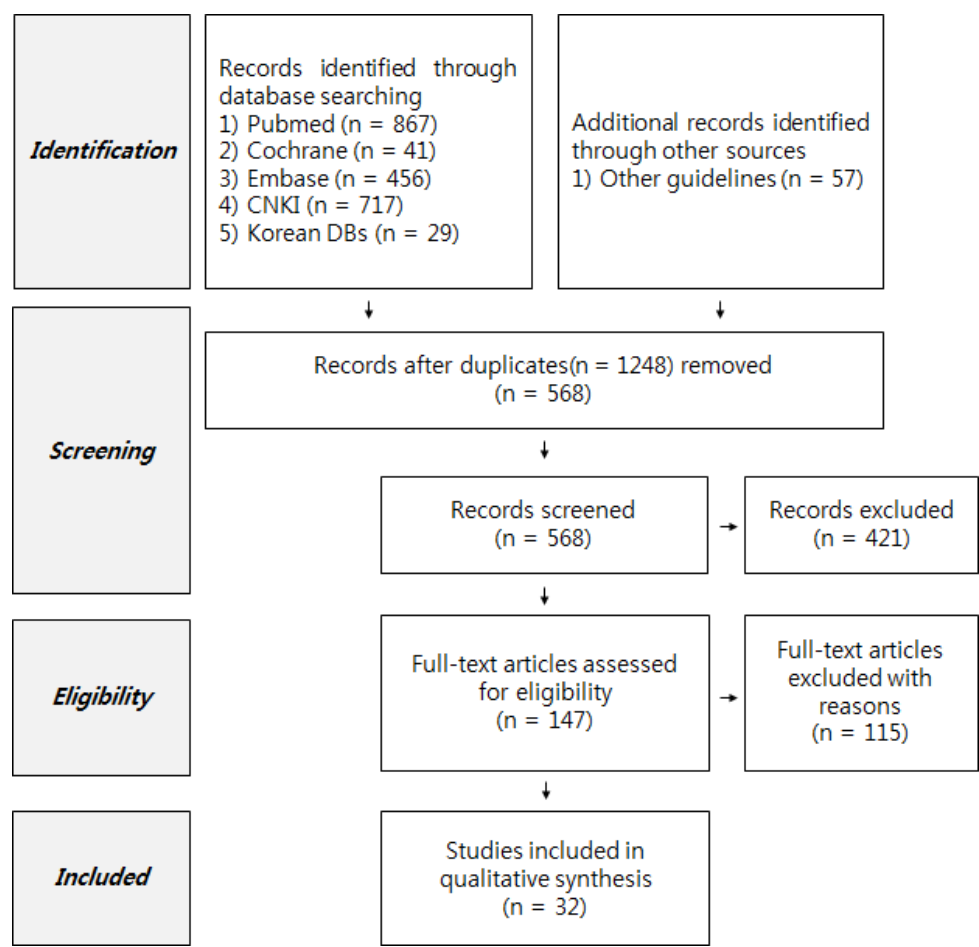 Identification
Records identified through
database searching
1) Pubmed (n = 867)
2) Cochrane (n = 41)
3) Embase (n = 456)
4) CNKI (n = 717)
5) Korean DBs (n = 29)
Additional records identified
through other sources
1) Other guidelines (n = 57)
Screening
Records after duplicates(n = 1248) removed
(n = 568)
Records screened
(n = 568)
Records excluded
(n = 421)
Eligibility
Full-text articles assessed
for eligibility
(n = 147)
Full-text articles
excluded with
reasons
(n = 115)
Included
Studies included in
qualitative synthesis
(n = 32)